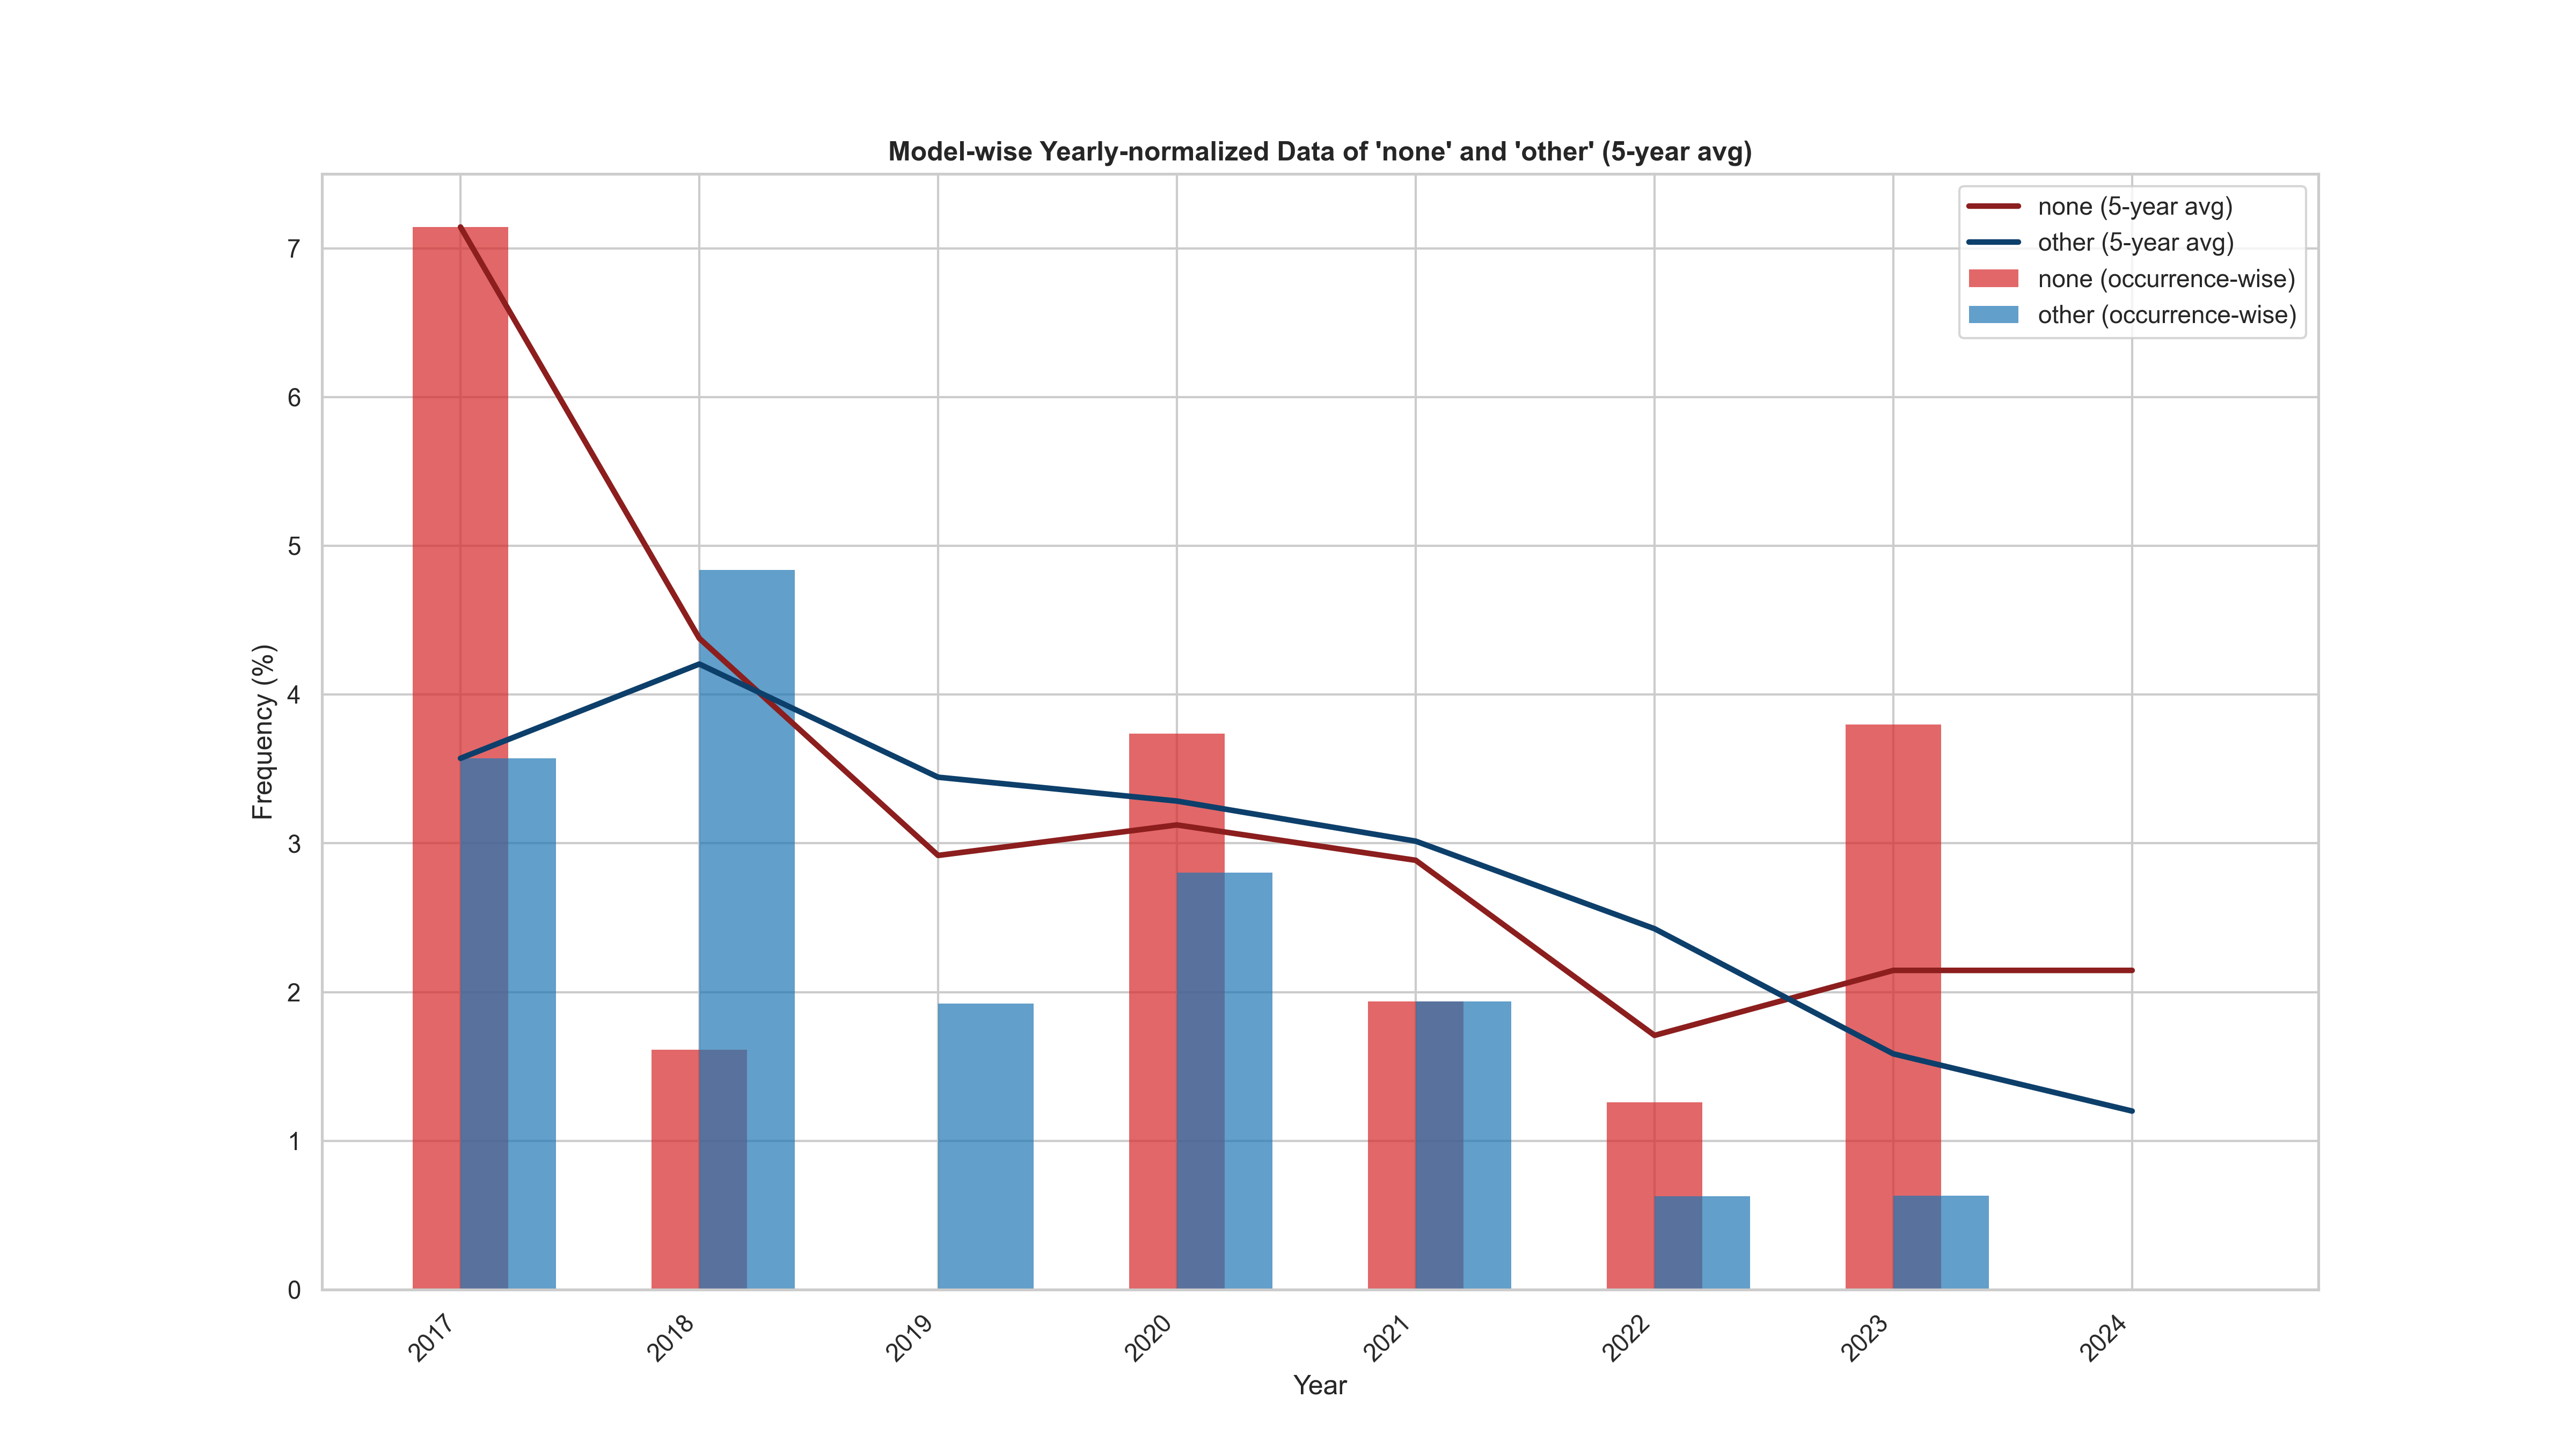 Model-wise Yearly-normalized Data of 'none' and 'other' (5-year avg)
none (5-year avg)
other (5-year avg)
none (occurrence-wise)
other (occurrence-wise)
Frequency (%)
7
6
5
4
3
2
1
0
2017
2018
2019
2020
2021
2022
2023
2024
Year